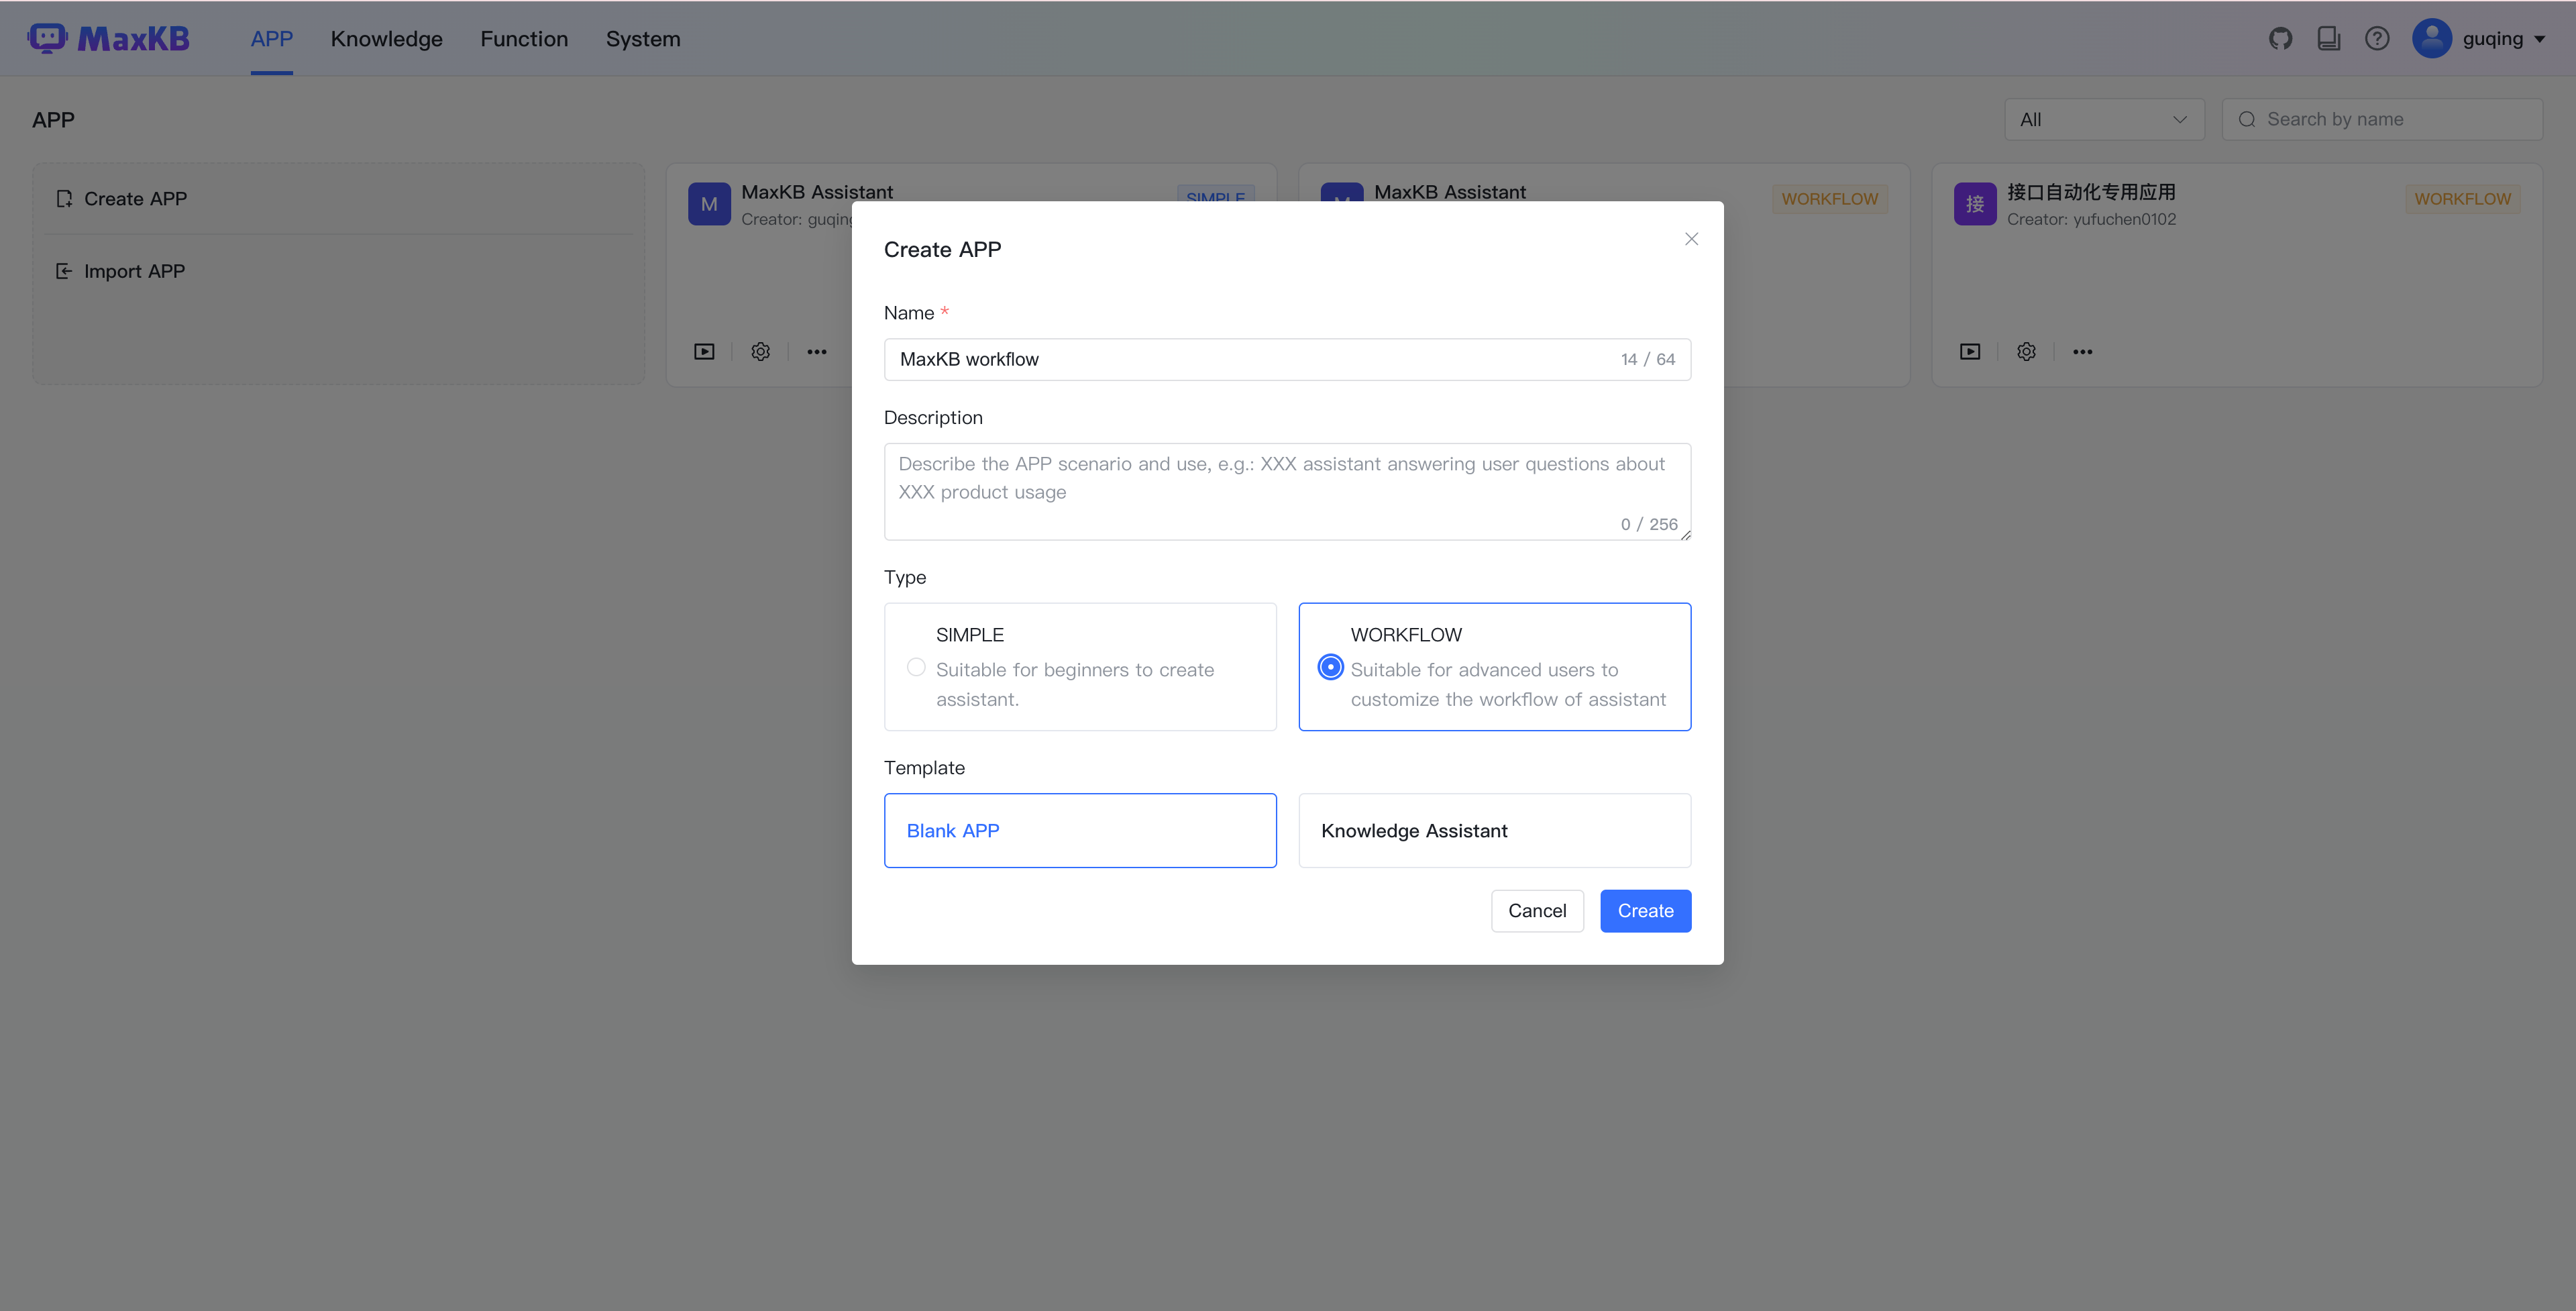 MaxKB
APP
Knowledge
Function
System
guqing
APP
All
Search by name
Create APP
Import APP
M
MaxKB Assistant
Creator: guqing
SIMPLE
MaxKB Assistant
WORKFLOW
接
接口自动化专用应用
Creator: yufuchen0102
WORKFLOW
Create APP
Name *
MaxKB workflow
14 / 64
Description
Describe the APP scenario and use, e.g.: XXX assistant answering user questions about
XXX product usage
0 / 256
Type
SIMPLE
Suitable for beginners to create
assistant.
WORKFLOW
Suitable for advanced users to
customize the workflow of assistant
Template
Blank APP
Knowledge Assistant
Cancel
Create